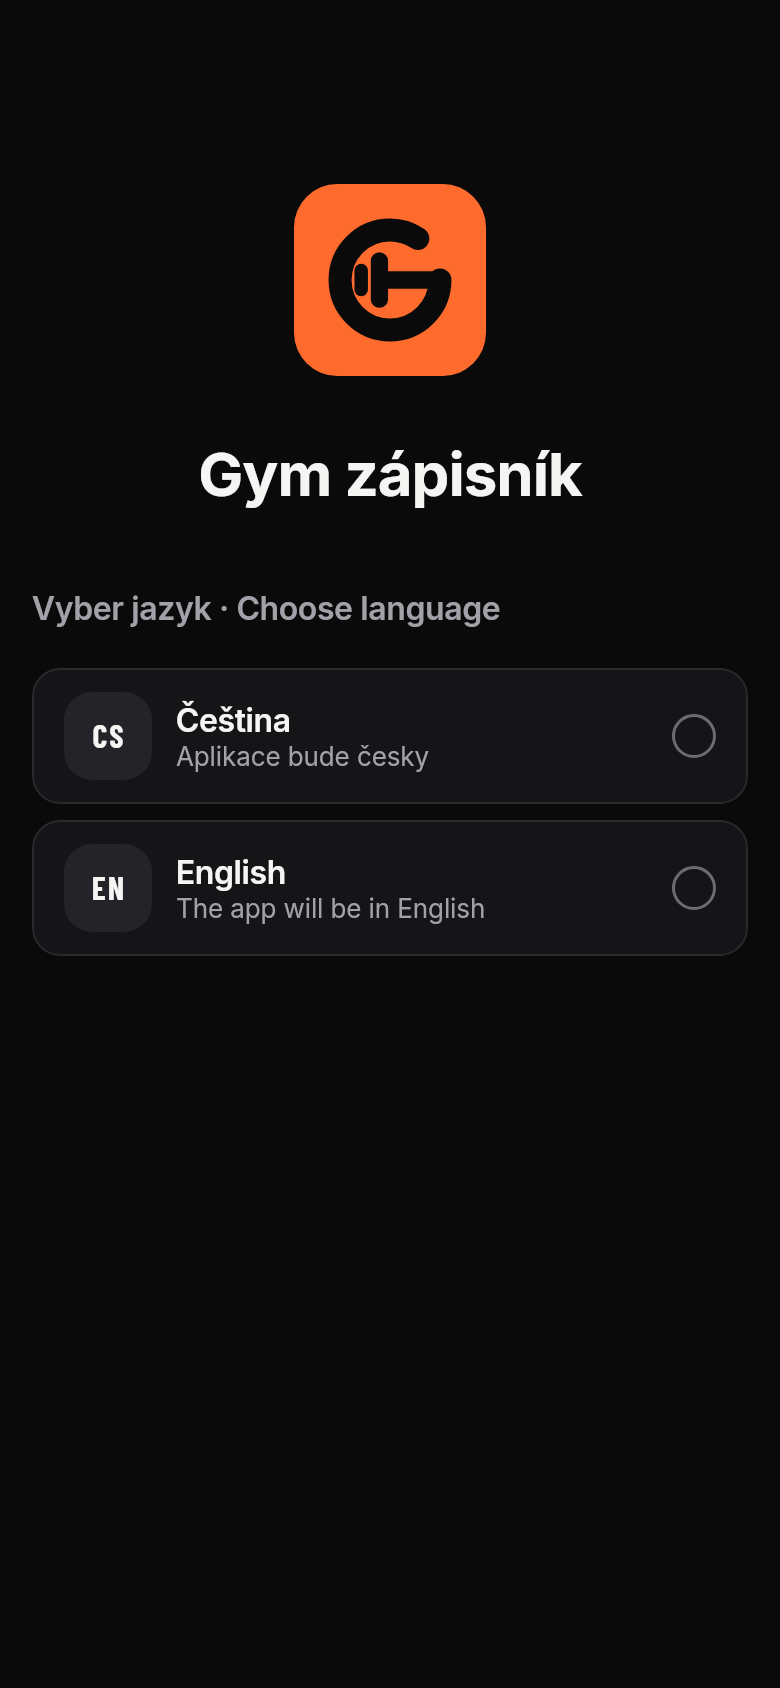 Gym zápisník
Vyber jazyk · Choose language
CS
Čeština
Aplikace bude česky
EN
English
The app will be in English